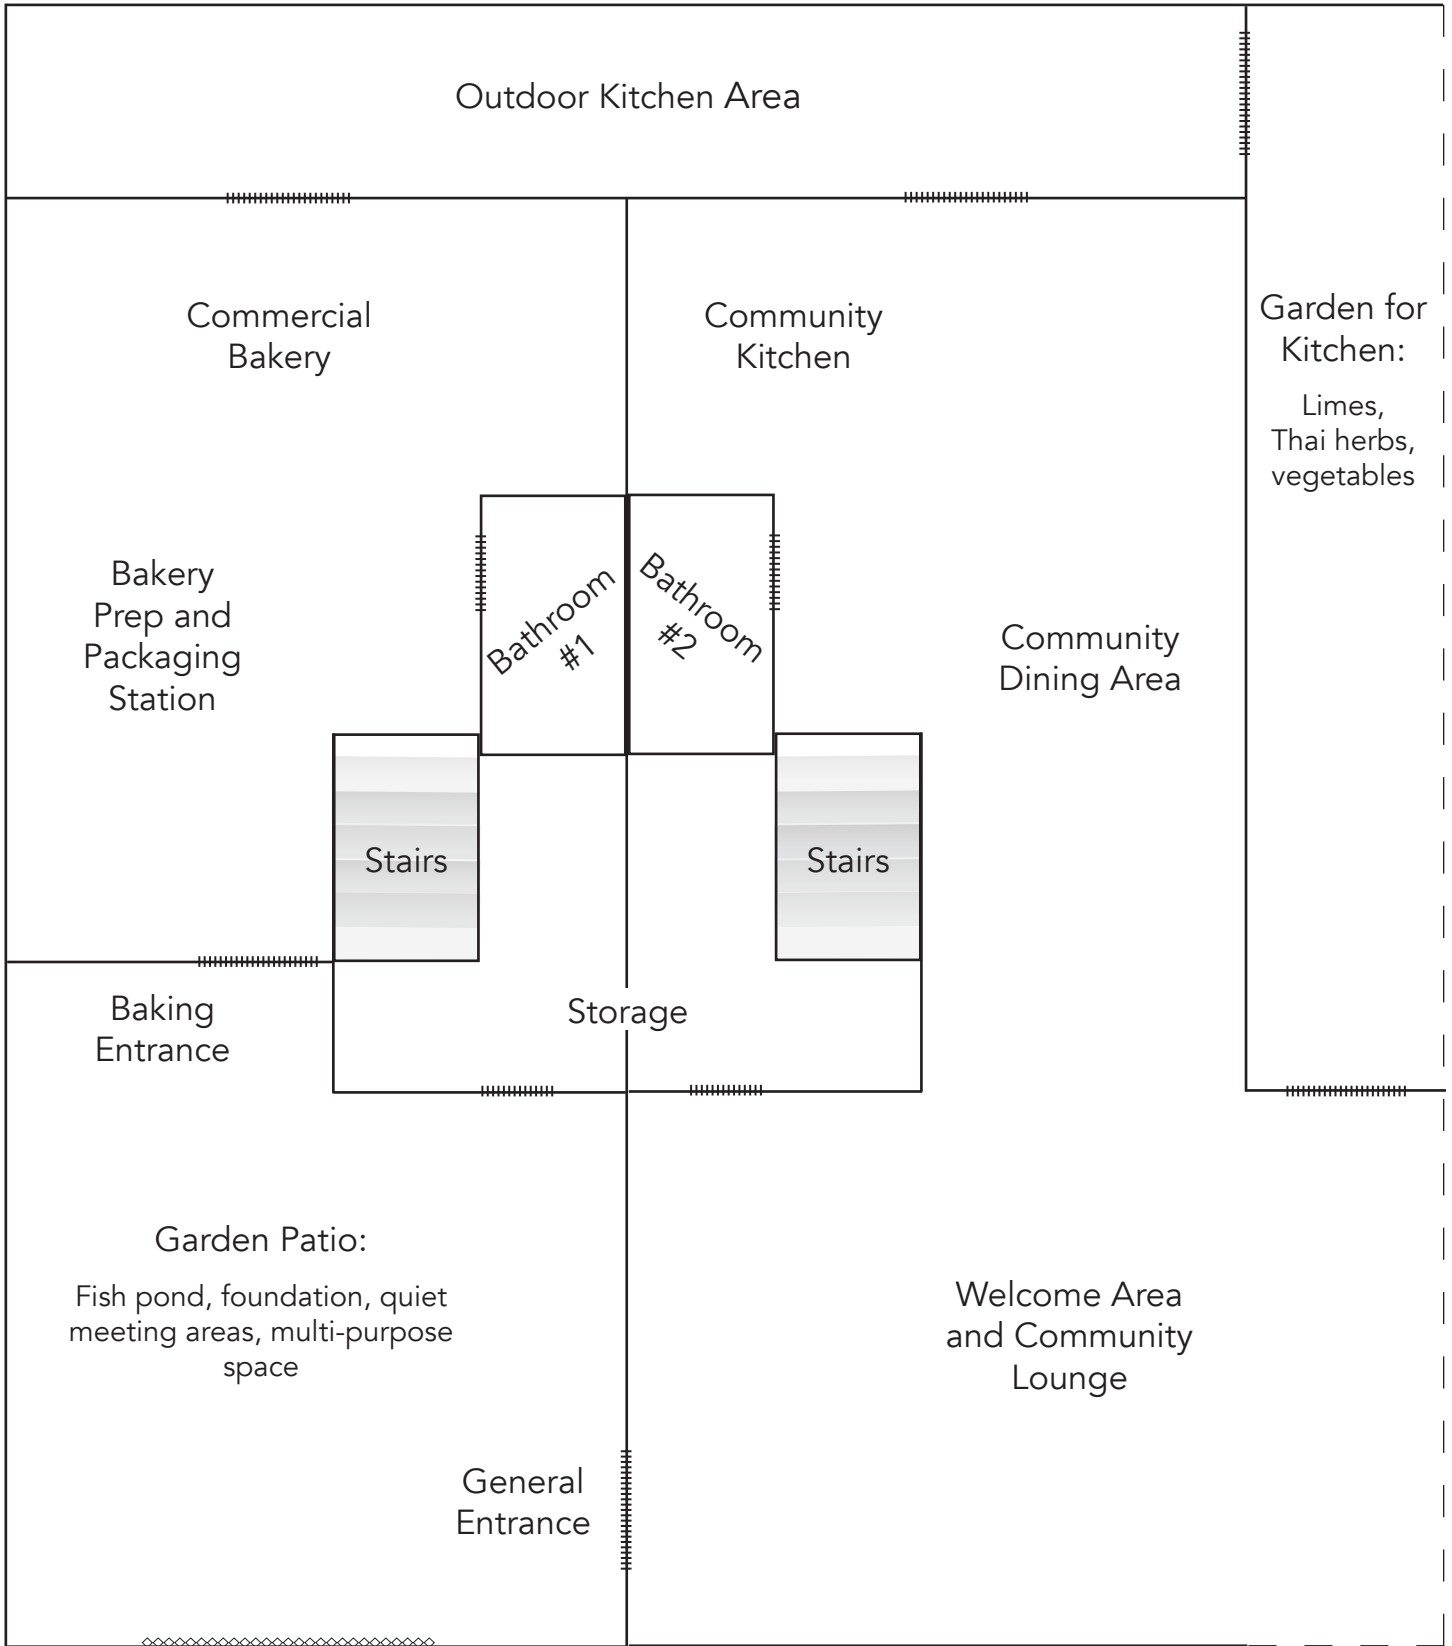 Outdoor Kitchen Area
Commercial
Bakery
Community
Kitchen
Garden for
Kitchen:
Limes,
Thai herbs,
vegetables
Bakery
Prep and
Packaging
Station
Bathroom
#1
Bathroom
#2
Community
Dining Area
Stairs
Stairs
Baking
Entrance
Storage
Garden Patio:
Fish pond, foundation, quiet
meeting areas, multi-purpose
space
Welcome Area
and Community
Lounge
General
Entrance